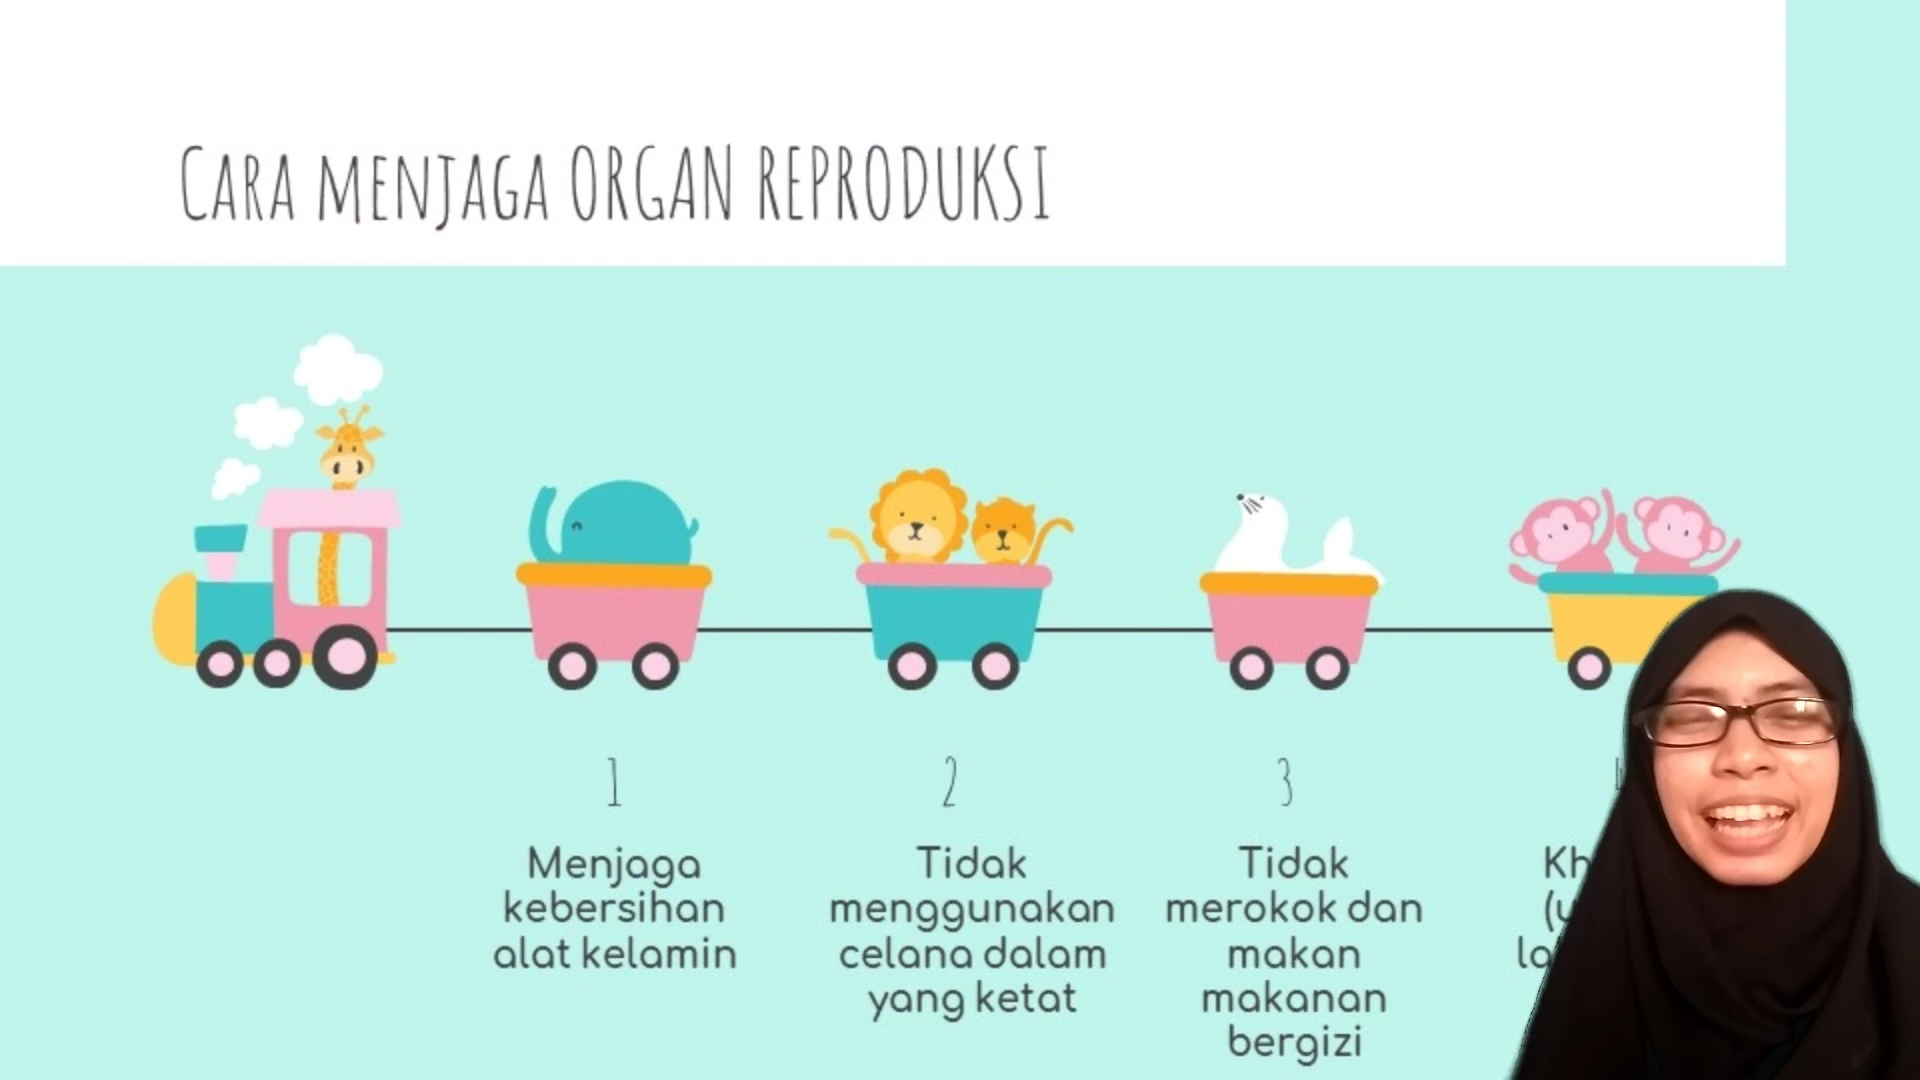 CARA MENJAGA ORGAN REPRODUKSI
1
Menjaga
kebersihan
alat kelamin
2
Tidak
menggunakan
celana dalam
yang ketat
3
Tidak
merokok dan
makan
makanan
bergizi